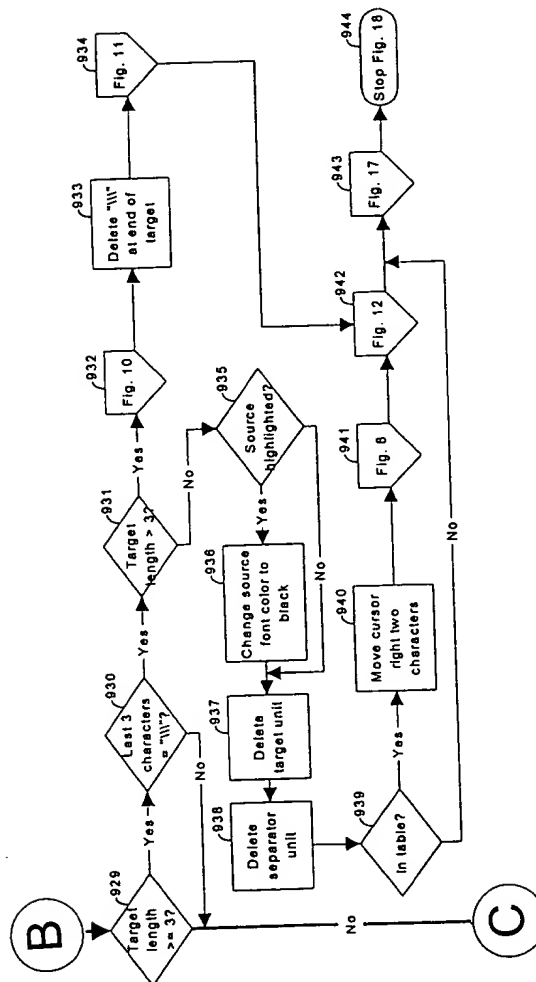 B
929
Target
length
>= 3?
Yes
No
C
930
Last 3
characters
= "\\\"?
Yes
No
931
Target
length > 3?
Yes
No
932
Fig. 10
933
Delete "\\\"
at end of
target
934
Fig. 11
935
Source
highlighted?
Yes
No
936
Change source
font color to
black
937
Delete
target unit
938
Delete
separator
unit
939
In table?
Yes
No
940
Move cursor
right two
characters
941
Fig. 8
942
Fig. 12
943
Fig. 17
944
Stop Fig. 18